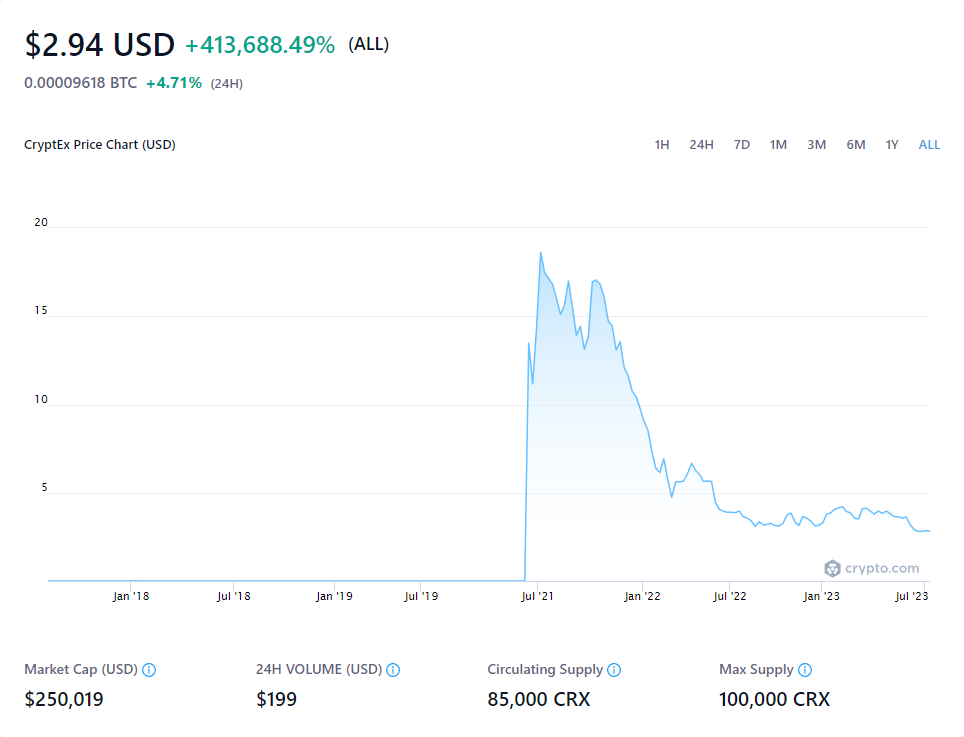 $2.94 USD +413,688.49% (ALL)
0.00009618 BTC +4.71% (24H)
CryptEx Price Chart (USD) 1H 24H 7D 1M 3M 6M 1Y ALL
20
15
10
5
crypto.com
Jan '18 Jul '18 Jan '19 Jul '19 Jul '21 Jan '22 Jul '22 Jan '23 Jul '23
Market Cap (USD) 24H VOLUME (USD) Circulating Supply Max Supply
$250,019 $199 85,000 CRX 100,000 CRX